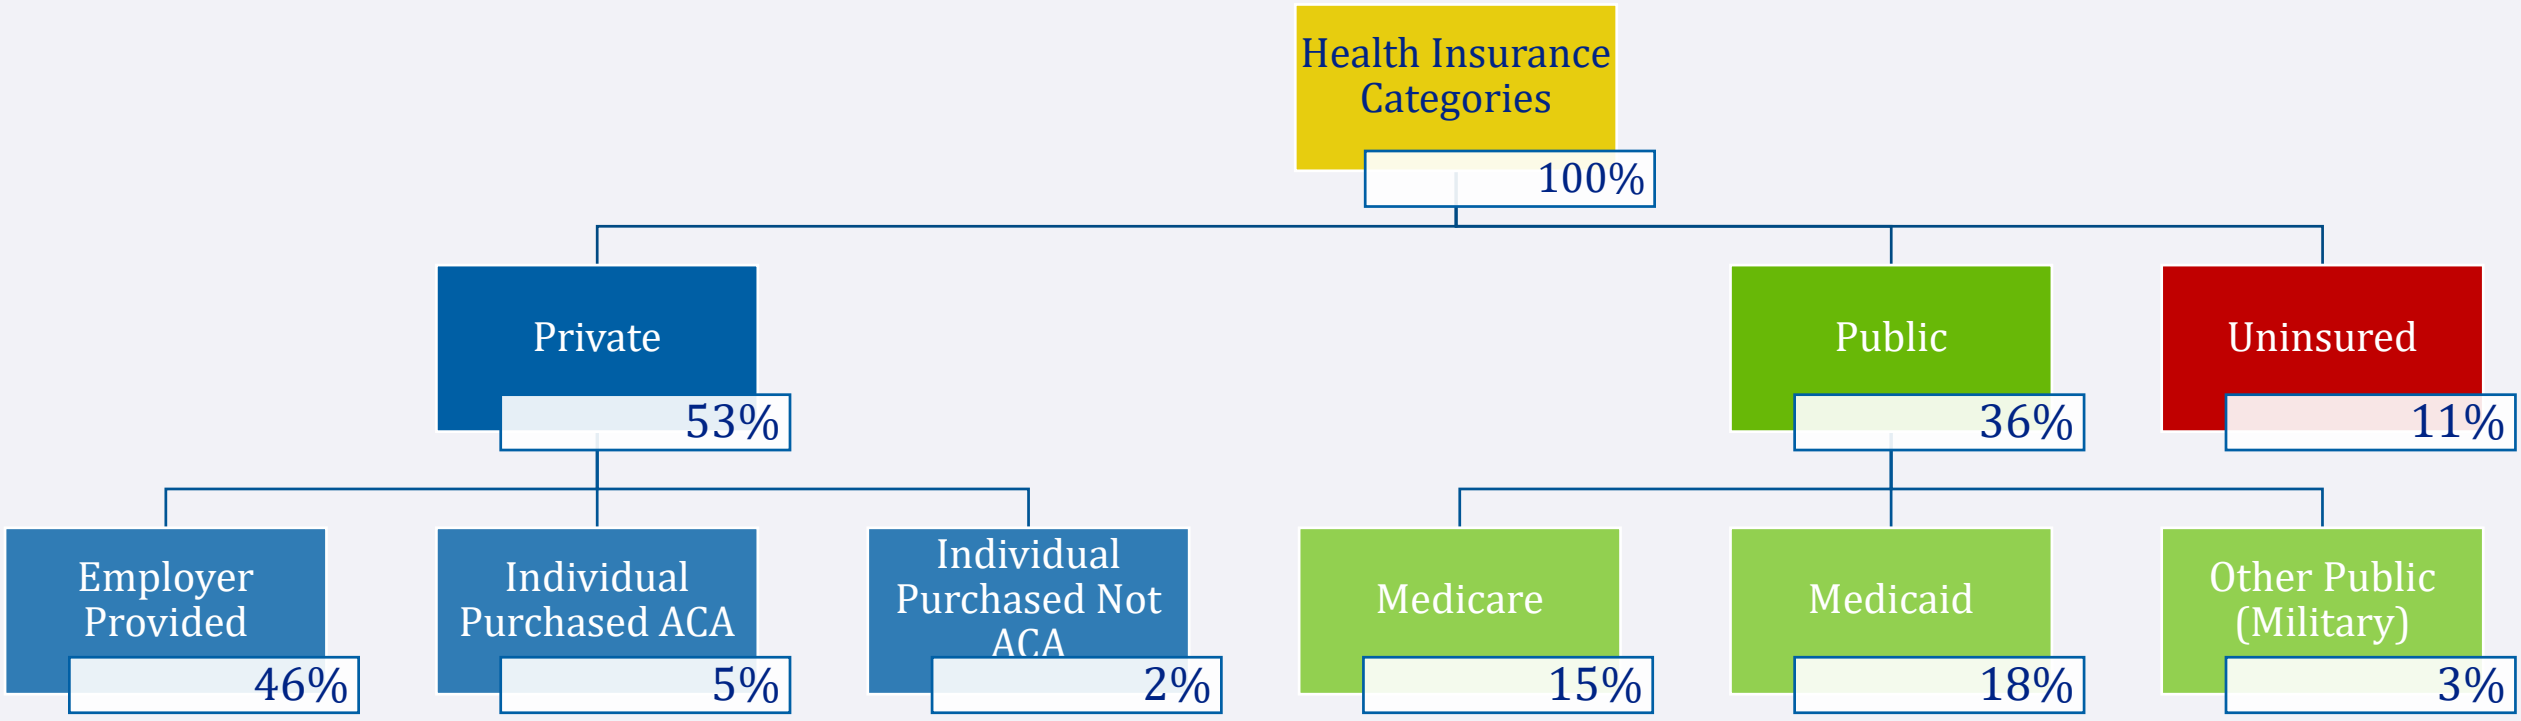 Health Insurance
Categories
100%
Private
53%
Public
36%
Uninsured
11%
Employer
Provided
46%
Individual
Purchased ACA
5%
Individual
Purchased Not
ACA
2%
Medicare
15%
Medicaid
18%
Other Public
(Military)
3%